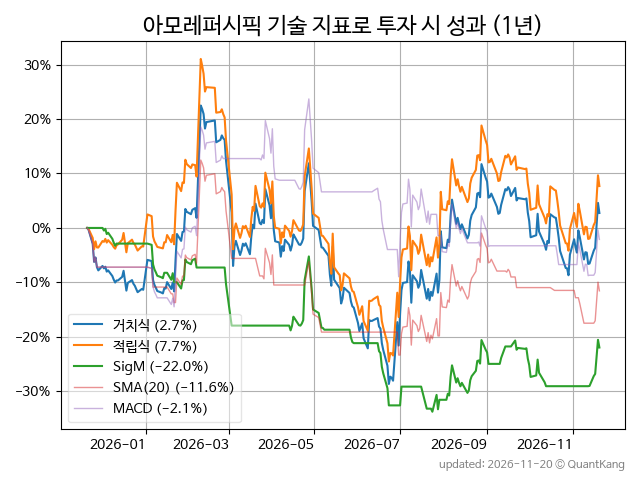 아모레퍼시픽 기술 지표로 투자 시 성과 (1년)
30%
20%
10%
0%
−10%
−20%
−30%
거치식 (2.7%)
적립식 (7.7%)
SigM (−22.0%)
SMA(20) (−11.6%)
MACD (−2.1%)
2026−01
2026−03
2026−05
2026−07
2026−09
2026−11
updated: 2026−11−20 © QuantKang